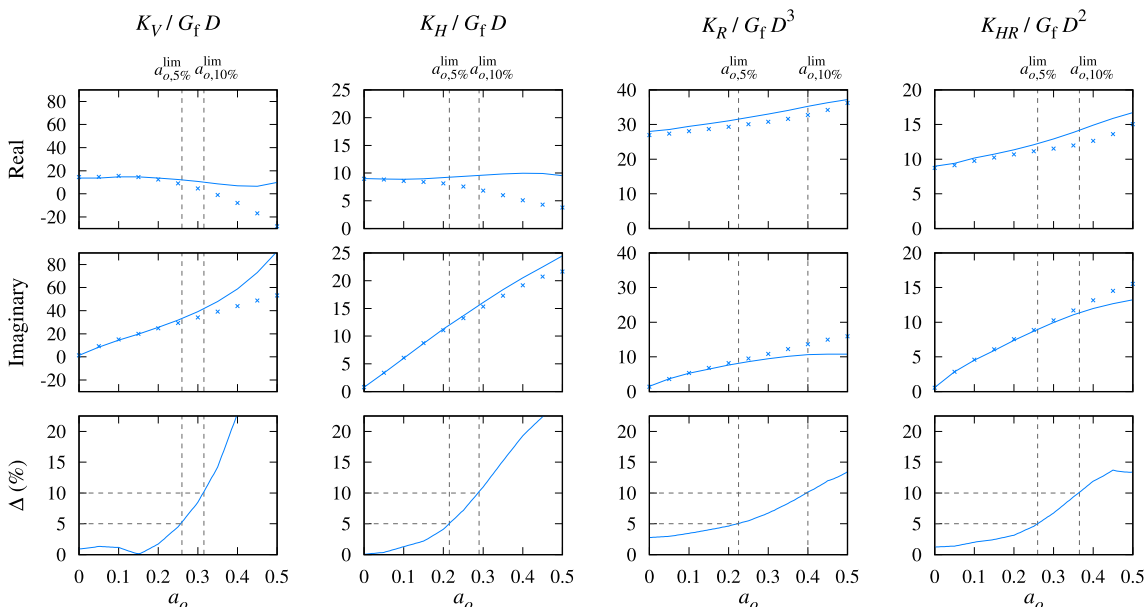 K_V / G_f D    K_H / G_f D    K_R / G_f D^3    K_HR / G_f D^2
a_{o,5%}^{lim} a_{o,10%}^{lim}    a_{o,5%}^{lim} a_{o,10%}^{lim}    a_{o,5%}^{lim} a_{o,10%}^{lim}    a_{o,5%}^{lim} a_{o,10%}^{lim}
Real
80 60 40 20 0 -20
25 20 15 10 5 0
40 30 20 10 0
20 15 10 5 0
Imaginary
80 60 40 20 0 -20
25 20 15 10 5 0
40 30 20 10 0
20 15 10 5 0
Δ (%)
20 15 10 5 0
20 15 10 5 0
20 15 10 5 0
20 15 10 5 0
0 0.1 0.2 0.3 0.4 0.5    0 0.1 0.2 0.3 0.4 0.5    0 0.1 0.2 0.3 0.4 0.5    0 0.1 0.2 0.3 0.4 0.5
a_o    a_o    a_o    a_o